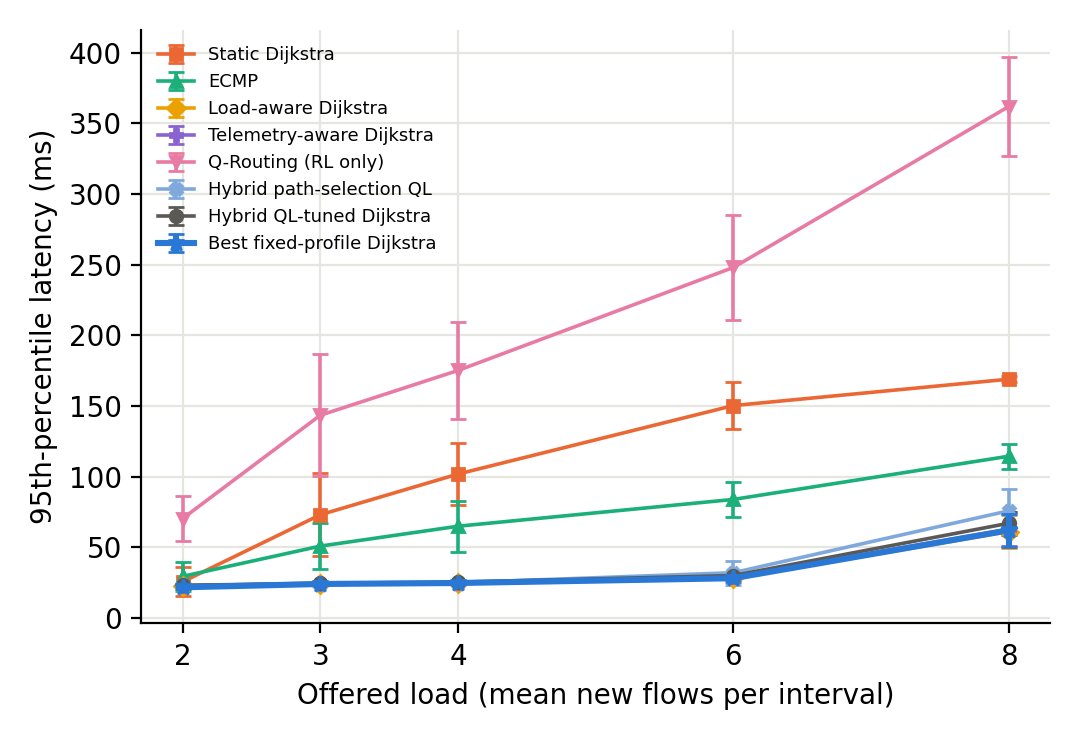 400
350
300
250
200
150
100
50
0
95th-percentile latency (ms)
Static Dijkstra
ECMP
Load-aware Dijkstra
Telemetry-aware Dijkstra
Q-Routing (RL only)
Hybrid path-selection QL
Hybrid QL-tuned Dijkstra
Best fixed-profile Dijkstra
2 3 4 6 8
Offered load (mean new flows per interval)